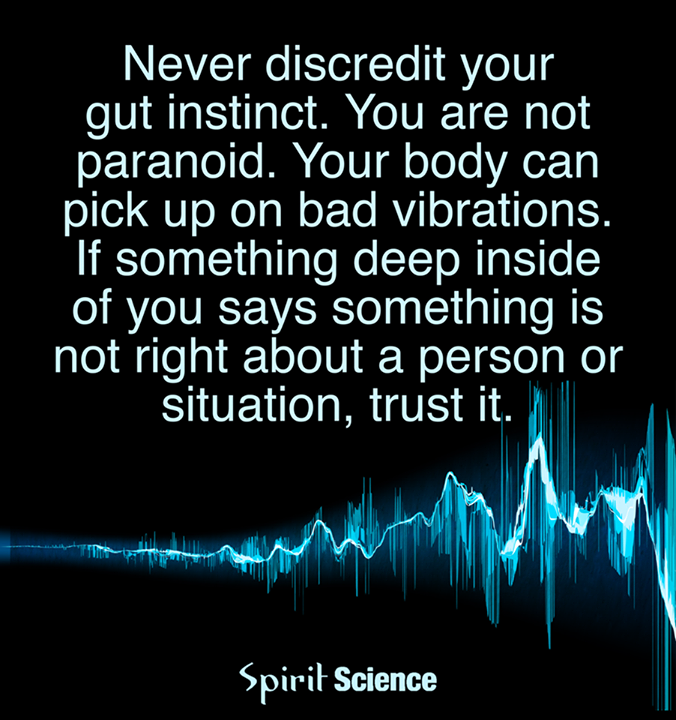 Never discredit your
gut instinct. You are not
paranoid. Your body can
pick up on bad vibrations.
If something deep inside
of you says something is
not right about a person or
situation, trust it.
Spirit Science